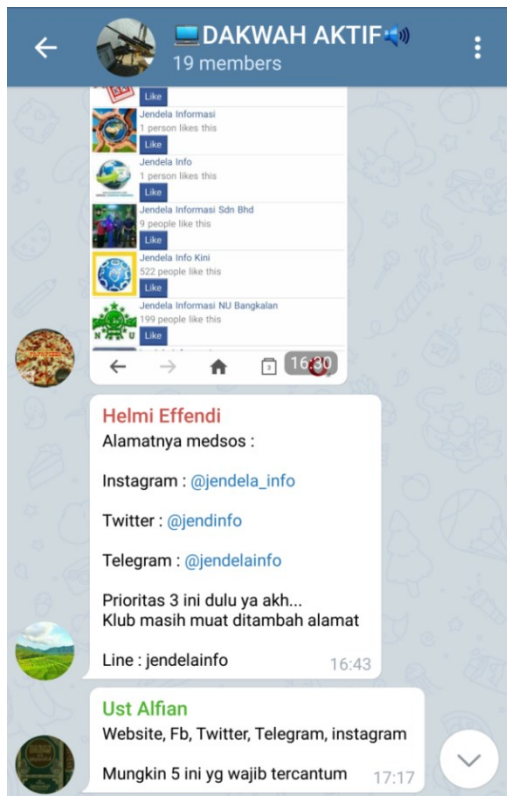 DAKWAH AKTIF
19 members
Like
Jendela Informasi
1 person likes this
Like
Jendela Info
1 person likes this
Like
Jendela Informasi Sdn Bhd
9 people like this
Like
Jendela Info Kini
522 people like this
Like
Jendela Informasi NU Bangkalan
199 people like this
Like
N U
3
16:30
Helmi Effendi
Alamatnya medsos :
Instagram : @jendela_info
Twitter : @jendinfo
Telegram : @jendelainfo
Prioritas 3 ini dulu ya akh...
Klub masih muat ditambah alamat
Line : jendelainfo
16:43
Ust Alfian
Website, Fb, Twitter, Telegram, instagram
Mungkin 5 ini yg wajib tercantum
17:17